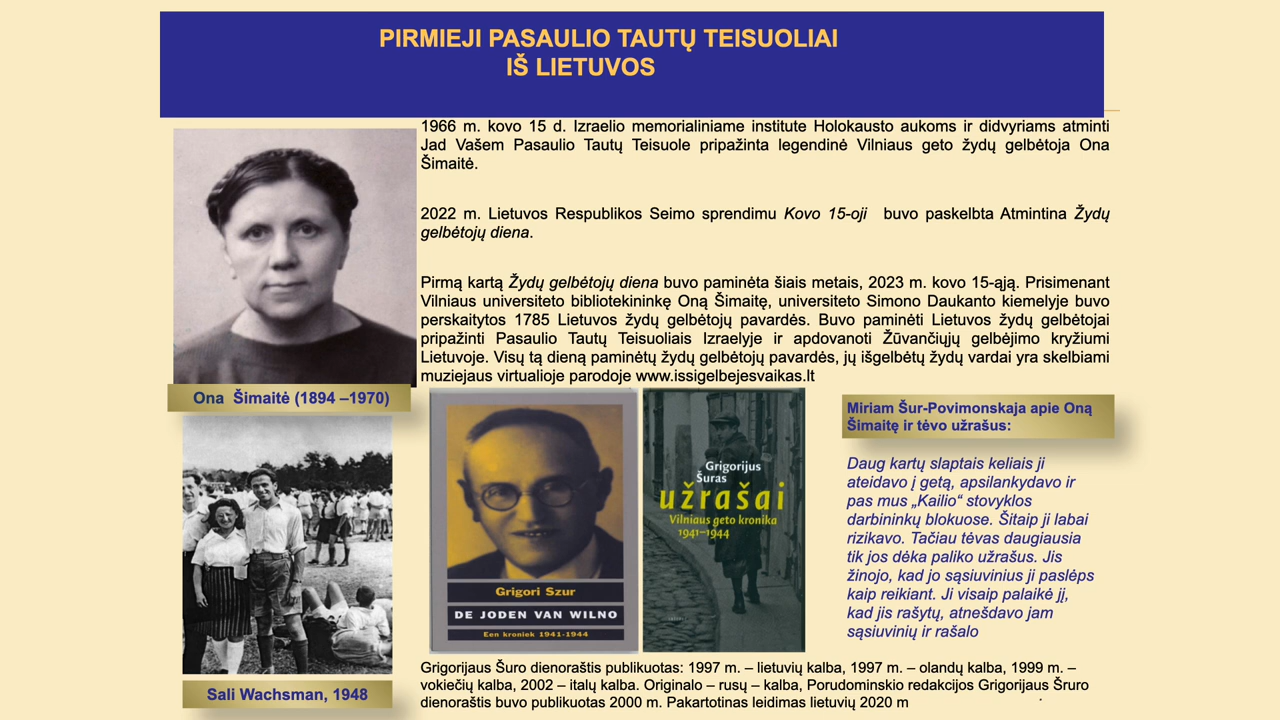 PIRMIEJI PASAULIO TAUTŲ TEISUOLIAI
IŠ LIETUVOS
1966 m. kovo 15 d. Izraelio memorialiniame institute Holokausto aukoms ir didvyriams atminti
Jad Vašem Pasaulio Tautų Teisuole pripažinta legendinė Vilniaus geto žydų gelbėtoja Ona
Šimaitė.
2022 m. Lietuvos Respublikos Seimo sprendimu Kovo 15-oji buvo paskelbta Atmintina Žydų
gelbėtojų diena.
Pirmą kartą Žydų gelbėtojų diena buvo paminėta šiais metais, 2023 m. kovo 15-ąją. Prisimenant
Vilniaus universiteto bibliotekininkę Oną Šimaitę, universiteto Simono Daukanto kiemelyje buvo
perskaitytos 1785 Lietuvos žydų gelbėtojų pavardės. Buvo paminėti Lietuvos žydų gelbėtojai
pripažinti Pasaulio Tautų Teisuoliais Izraelyje ir apdovanoti Žūvančiųjų gelbėjimo kryžiumi
Lietuvoje. Visų tą dieną paminėtų žydų gelbėtojų pavardės, jų išgelbėtų žydų vardai yra skelbiami
muziejaus virtualioje parodoje www.issigelbejesvaikas.lt
Ona Šimaitė (1894 –1970)
Sali Wachsman, 1948
Grigori Szur
DE JODEN VAN WILNO
Een kroniek 1941-1944
Grigorijus
Šuras
užrašai
Vilniaus geto kronika
1941–1944
Miriam Šur-Povimonskaja apie Oną
Šimaitę ir tėvo užrašus:
Daug kartų slaptais keliais ji
ateidavo į getą, apsilankydavo ir
pas mus „Kailio“ stovyklos
darbininkų blokuose. Šitaip ji labai
rizikavo. Tačiau tėvas daugiausia
tik jos dėka paliko užrašus. Jis
žinojo, kad jo sąsiuvinius ji paslėps
kaip reikiant. Ji visaip palaikė jį,
kad jis rašytų, atnešdavo jam
sąsiuvinių ir rašalo
Grigorijaus Šuro dienoraštis publikuotas: 1997 m. – lietuvių kalba, 1997 m. – olandų kalba, 1999 m. –
vokiečių kalba, 2002 – italų kalba. Originalo – rusų – kalba, Porudominskio redakcijos Grigorijaus Šruro
dienoraštis buvo publikuotas 2000 m. Pakartotinas leidimas lietuvių 2020 m